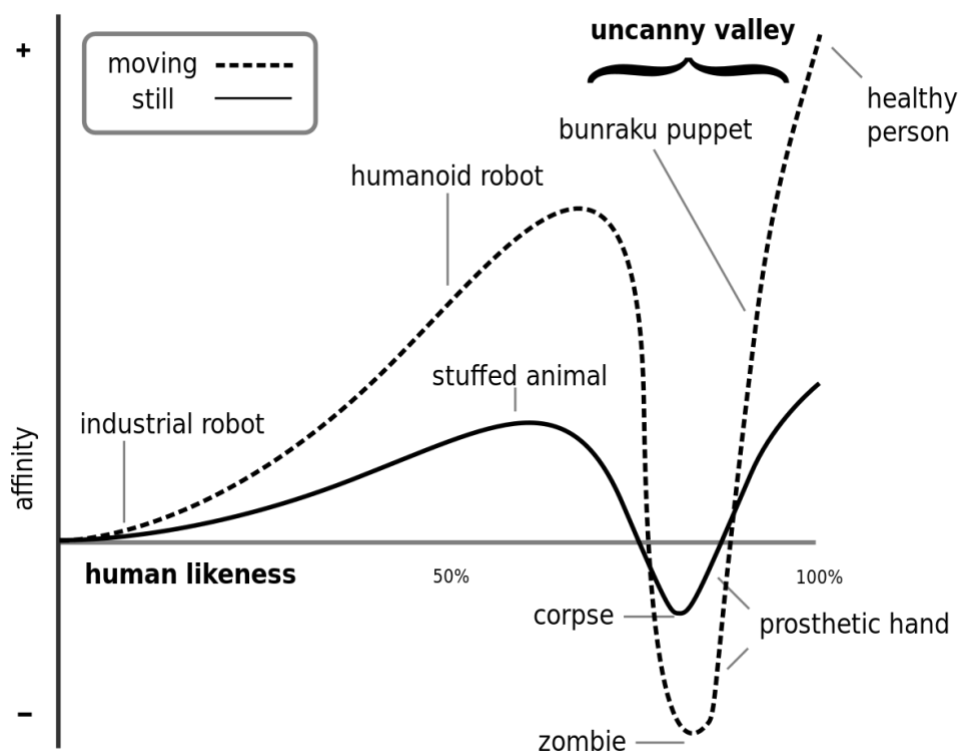 +
uncanny valley
moving
still
healthy
person
bunraku puppet
humanoid robot
stuffed animal
industrial robot
affinity
human likeness
50%
100%
corpse
prosthetic hand
–
zombie